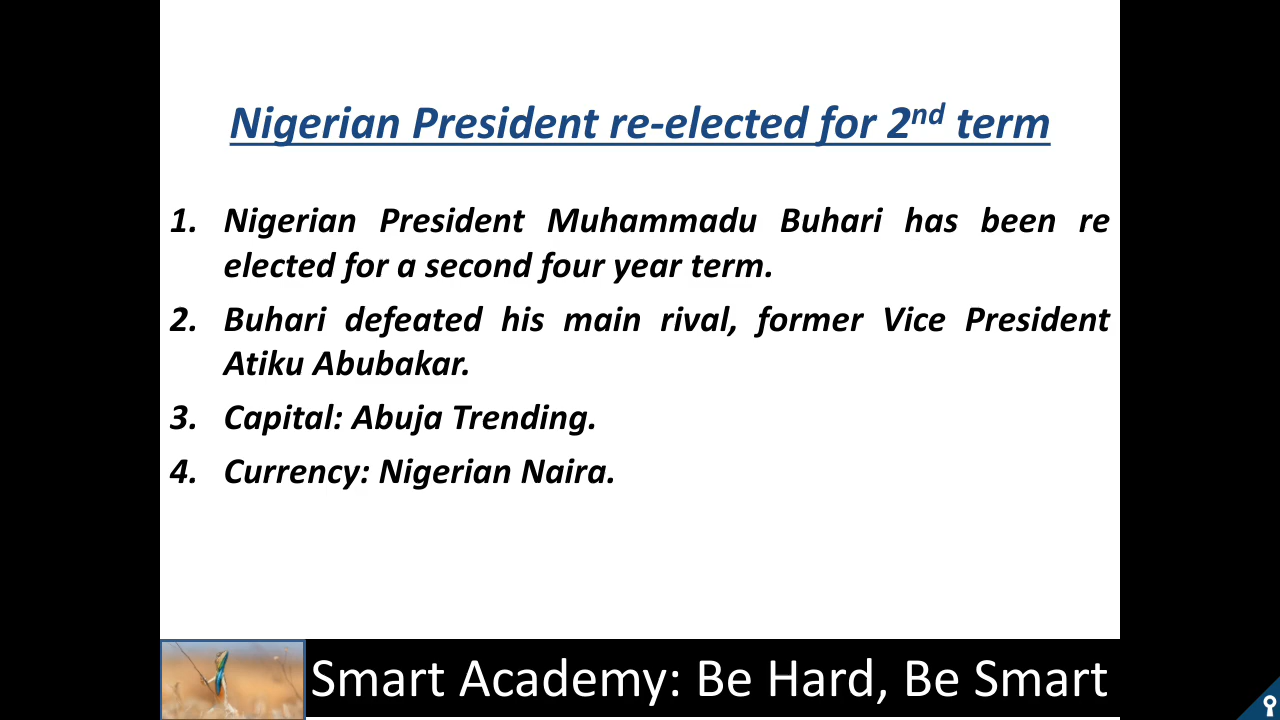 Nigerian President re-elected for 2nd term
1. Nigerian President Muhammadu Buhari has been re
elected for a second four year term.
2. Buhari defeated his main rival, former Vice President
Atiku Abubakar.
3. Capital: Abuja Trending.
4. Currency: Nigerian Naira.
Smart Academy: Be Hard, Be Smart